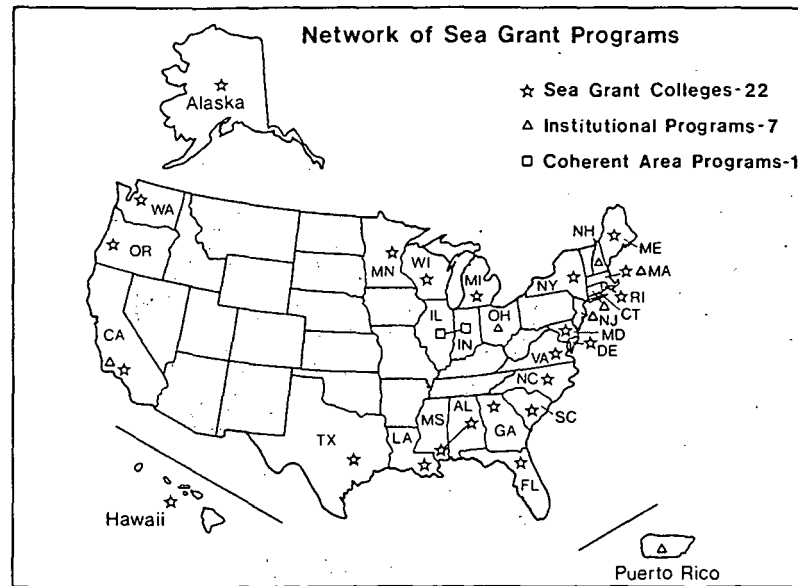 Network of Sea Grant Programs
Sea Grant Colleges-22
Institutional Programs-7
Coherent Area Programs-1
Alaska
WA
OR
CA
MN
WI
MI
IL
IN
OH
NH
ME
NY
MA
RI
CT
NJ
MD
DE
VA
NC
SC
MS
AL
GA
TX
LA
FL
Hawaii
Puerto Rico